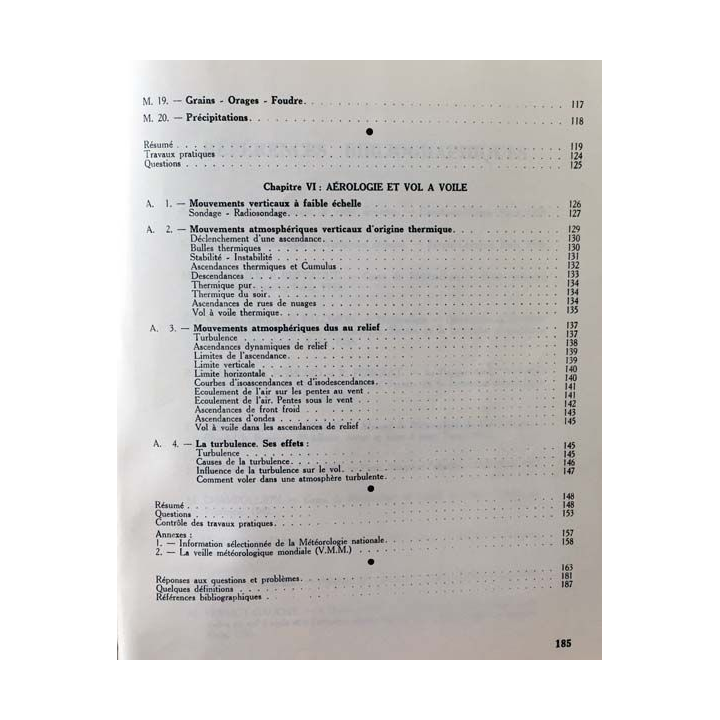 M. 19. — Grains - Orages - Foudre. 117
M. 20. — Précipitations. 118
Résumé 119
Travaux pratiques 124
Questions 125
Chapitre VI : AÉROLOGIE ET VOL A VOILE
A. 1. — Mouvements verticaux à faible échelle 126
Sondage - Radiosondage. 127
A. 2. — Mouvements atmosphériques verticaux d'origine thermique. 129
Déclenchement d'une ascendance. 130
Bulles thermiques 130
Stabilité - Instabilité 131
Ascendances thermiques et Cumulus 132
Descendances 133
Thermique pur. 134
Thermique du soir. 134
Ascendances de rues de nuages 134
Vol à voile thermique. 135
A. 3. — Mouvements atmosphériques dus au relief 137
Turbulence 137
Ascendances dynamiques de relief 138
Limites de l'ascendance. 139
Limite verticale 139
Limite horizontale 140
Courbes d'isoascendances et d'isodescendances. 140
Ecoulement de l'air sur les pentes au vent 141
Ecoulement de l'air. Pentes sous le vent 141
Ascendances de front froid 142
Ascendances d'ondes 143
Vol à voile dans les ascendances de relief 145
A. 4. — La turbulence. Ses effets : 145
Turbulence 145
Causes de la turbulence. 146
Influence de la turbulence sur le vol. 147
Comment voler dans une atmosphère turbulente.
Résumé 148
Questions 148
Contrôle des travaux pratiques. 153
Annexes :
1. — Information sélectionnée de la Météorologie nationale 157
2. — La veille météorologique mondiale (V.M.M.) 158
Réponses aux questions et problèmes. 163
Quelques définitions 181
Références bibliographiques 187
185